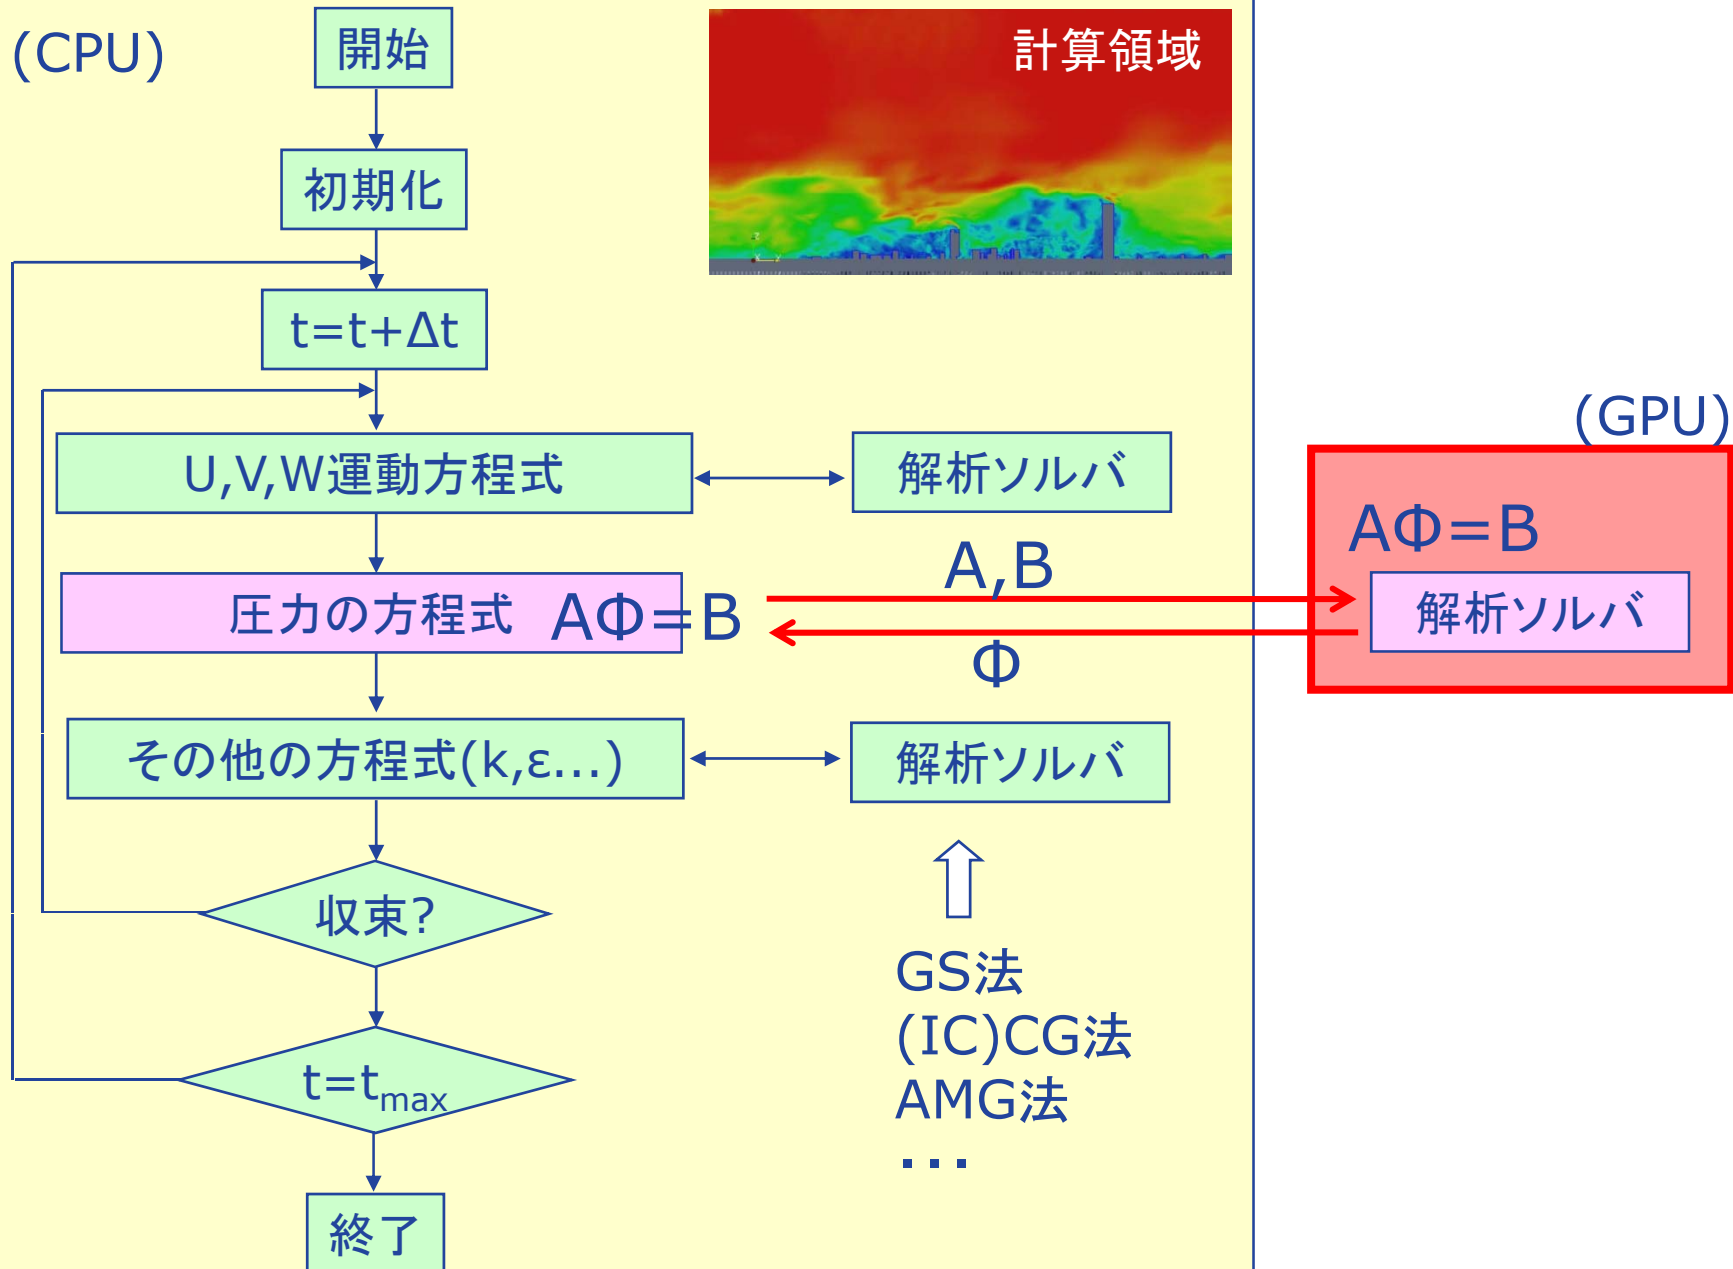 (CPU)
開始
計算領域
初期化
t=t+Δt
(GPU)
U,V,W運動方程式
解析ソルバ
AΦ=B
A,B
圧力の方程式
AΦ=B
解析ソルバ
Φ
その他の方程式(k,ε...)
解析ソルバ
収束?
GS法
(IC)CG法
t=tmax
AMG法
...
終了